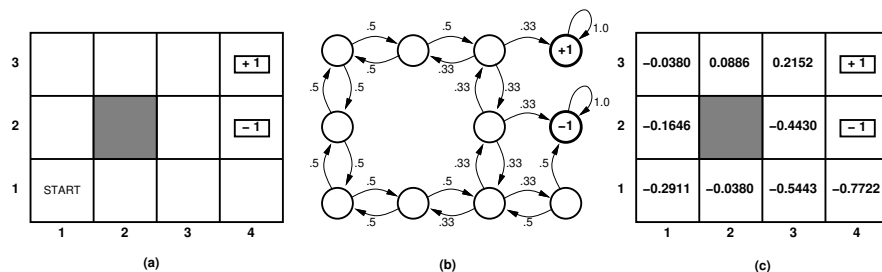 3
+ 1
2
− 1
1
START
1 2 3 4
(a)
.5 .5 .33 1.0
+1
.5 .33
.5 .5 .33 .33 .33 1.0
−1
.5 .5 .33 .33 .5
.5 .5 .33
.5 .33 .5
(b)
3
−0.0380 0.0886 0.2152 + 1
2
−0.1646 −0.4430 − 1
1
−0.2911 −0.0380 −0.5443 −0.7722
1 2 3 4
(c)